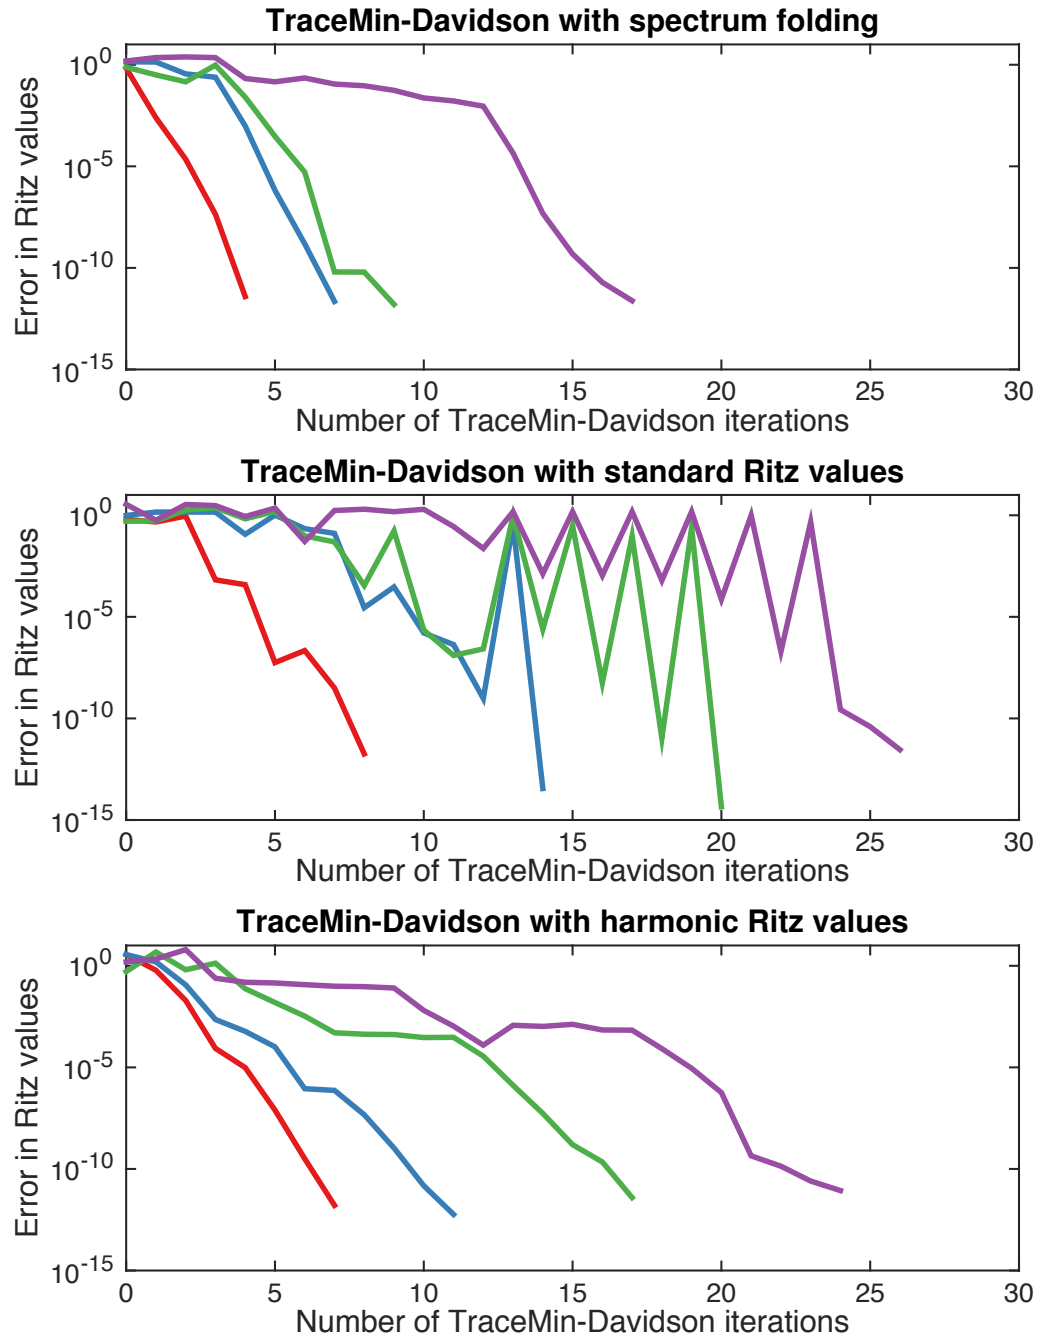 TraceMin-Davidson with spectrum folding
Error in Ritz values
10^0
10^-5
10^-10
10^-15
0 5 10 15 20 25 30
Number of TraceMin-Davidson iterations
TraceMin-Davidson with standard Ritz values
Error in Ritz values
10^0
10^-5
10^-10
10^-15
0 5 10 15 20 25 30
Number of TraceMin-Davidson iterations
TraceMin-Davidson with harmonic Ritz values
Error in Ritz values
10^0
10^-5
10^-10
10^-15
0 5 10 15 20 25 30
Number of TraceMin-Davidson iterations